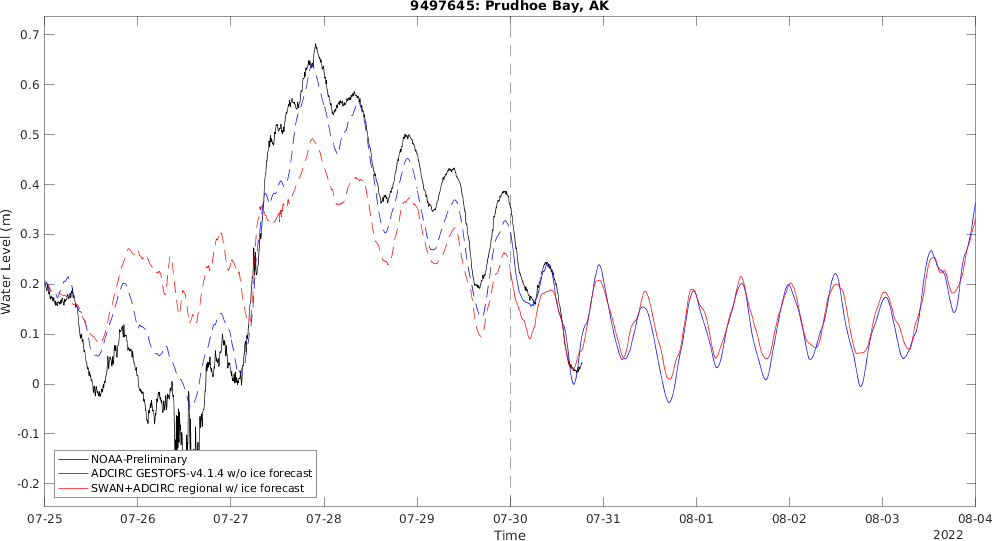 9497645: Prudhoe Bay, AK
0.7
0.6
0.5
0.4
0.3
0.2
0.1
0
-0.1
-0.2
Water Level (m)
NOAA-Preliminary
ADCIRC GESTOFS-v4.1.4 w/o ice forecast
SWAN+ADCIRC regional w/ ice forecast
07-25 07-26 07-27 07-28 07-29 07-30 07-31 08-01 08-02 08-03 08-04
Time
2022